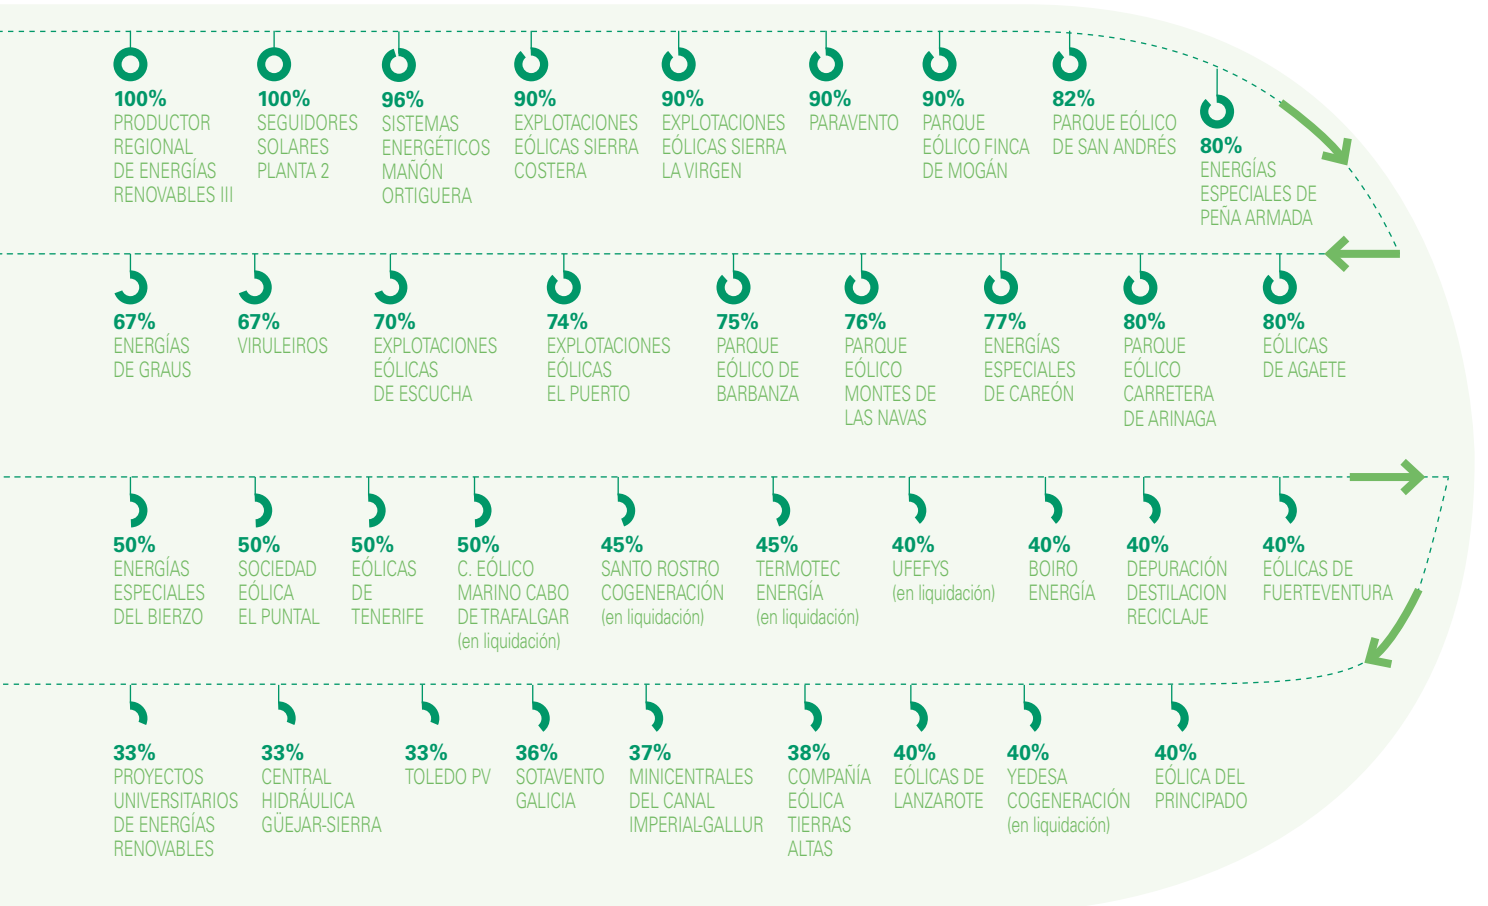 100%
PRODUCTOR
REGIONAL
DE ENERGÍAS
RENOVABLES III
100%
SEGUIDORES
SOLARES
PLANTA 2
96%
SISTEMAS
ENERGÉTICOS
MAÑÓN
ORTIGUERA
90%
EXPLOTACIONES
EÓLICAS SIERRA
COSTERA
90%
EXPLOTACIONES
EÓLICAS SIERRA
LA VIRGEN
90%
PARAVENTO
90%
PARQUE
EÓLICO FINCA
DE MOGÁN
82%
PARQUE EÓLICO
DE SAN ANDRÉS
80%
ENERGÍAS
ESPECIALES DE
PEÑA ARMADA
67%
ENERGÍAS
DE GRAUS
67%
VIRULEIROS
70%
EXPLOTACIONES
EÓLICAS
DE ESCUCHA
74%
EXPLOTACIONES
EÓLICAS
EL PUERTO
75%
PARQUE
EÓLICO DE
BARBANZA
76%
PARQUE
EÓLICO
MONTES DE
LAS NAVAS
77%
ENERGÍAS
ESPECIALES
DE CAREÓN
80%
PARQUE
EÓLICO
CARRETERA
DE ARINAGA
80%
EÓLICAS
DE AGAETE
50%
ENERGÍAS
ESPECIALES
DEL BIERZO
50%
SOCIEDAD
EÓLICA
EL PUNTAL
50%
EÓLICAS
DE
TENERIFE
50%
C. EÓLICO
MARINO CABO
DE TRAFALGAR
(en liquidación)
45%
SANTO ROSTRO
COGENERACIÓN
(en liquidación)
45%
TERMOTEC
ENERGÍA
(en liquidación)
40%
UFEFYS
(en liquidación)
40%
BOIRO
ENERGÍA
40%
DEPURACIÓN
DESTILACION
RECICLAJE
40%
EÓLICAS DE
FUERTEVENTURA
33%
PROYECTOS
UNIVERSITARIOS
DE ENERGÍAS
RENOVABLES
33%
CENTRAL
HIDRÁULICA
GÜEJAR-SIERRA
33%
TOLEDO PV
36%
SOTAVENTO
GALICIA
37%
MINICENTRALES
DEL CANAL
IMPERIAL-GALLUR
38%
COMPAÑÍA
EÓLICA
TIERRAS
ALTAS
40%
EÓLICAS DE
LANZAROTE
40%
YEDESA
COGENERACIÓN
(en liquidación)
40%
EÓLICA DEL
PRINCIPADO